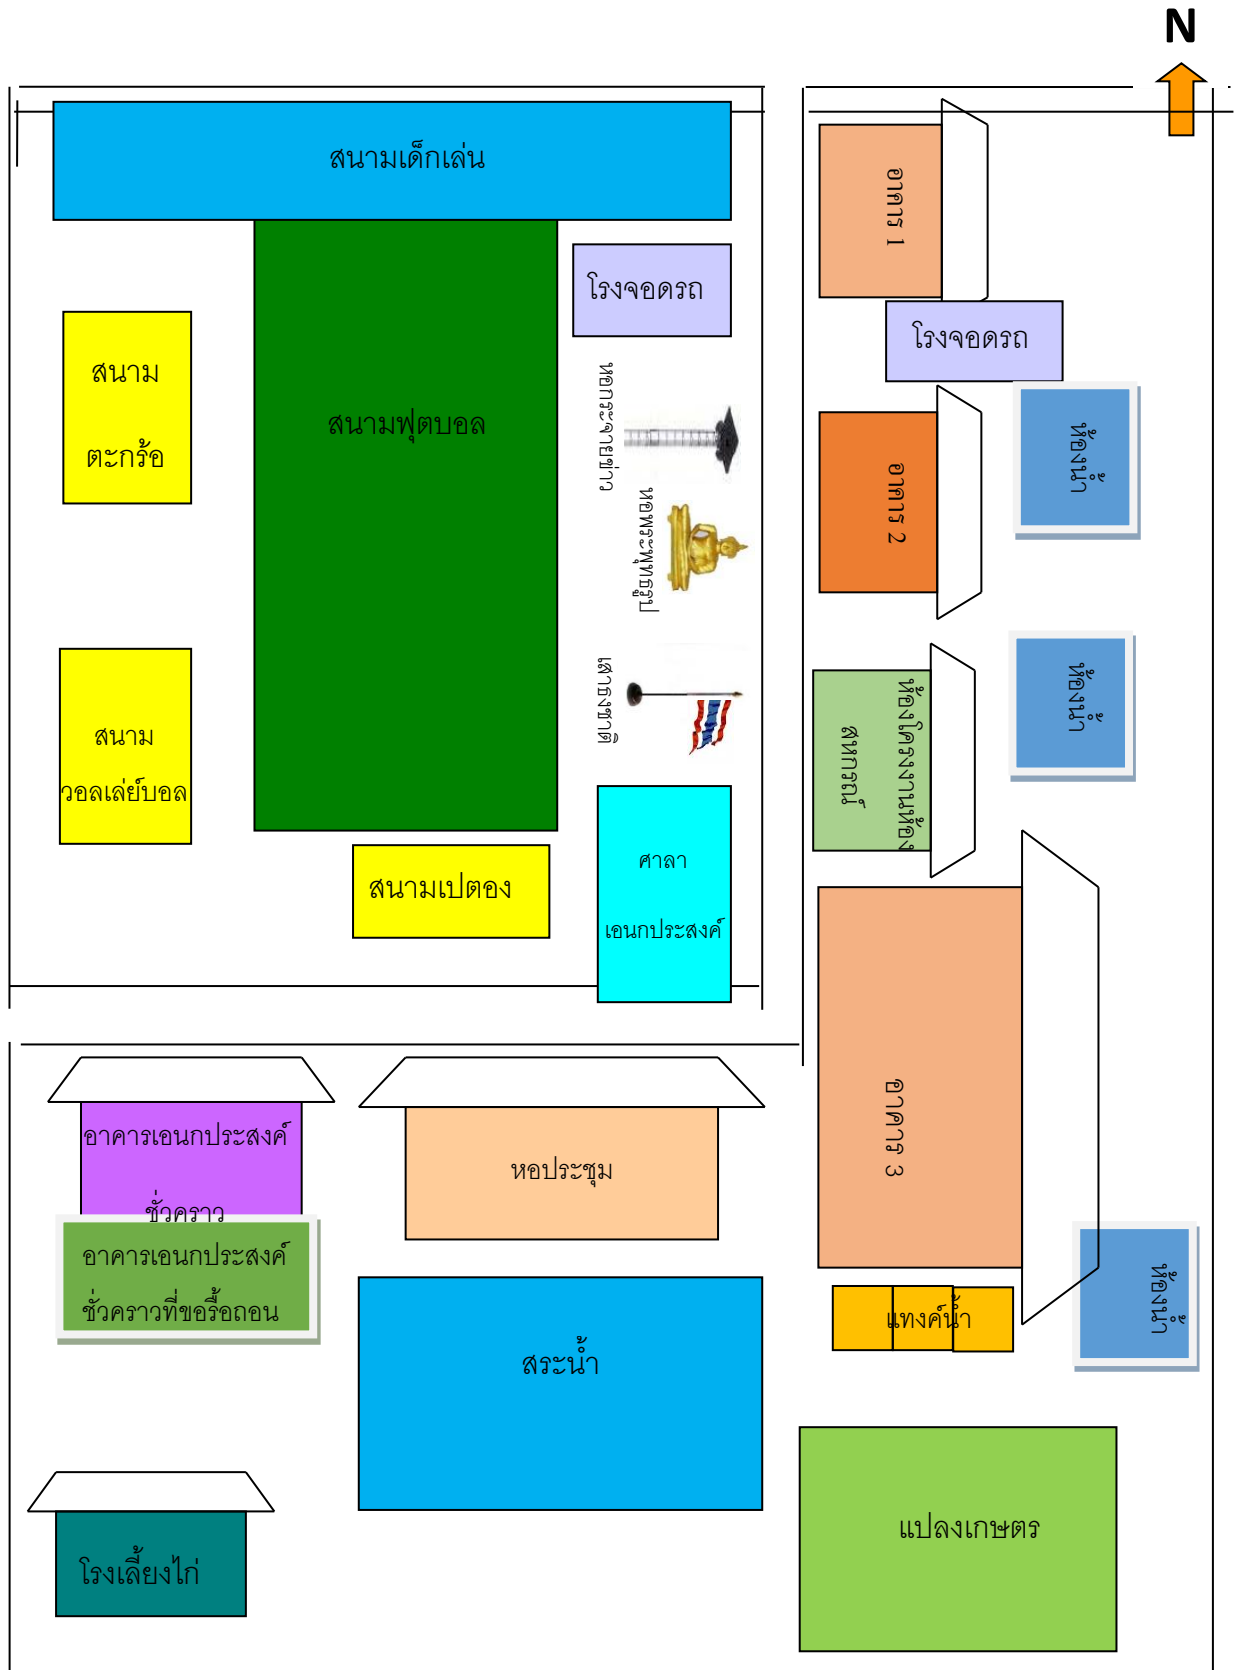 N
สนามเด็กเล่น
อาคาร 1
โรงจอดรถ
โรงจอดรถ
สนาม
ตะกร้อ
สนามฟุตบอล
หอกระจายข่าว
ห้องน้ำ
อาคาร 2
หอพระพุทธรูป
เสาธงชาติ
ห้องน้ำ
ห้องโครงงานห้อง
สหกรณ์
สนาม
วอลเล่ย์บอล
สนามเปตอง
ศาลา
เอนกประสงค์
อาคาร 3
อาคารเอนกประสงค์
ชั่วคราว
หอประชุม
อาคารเอนกประสงค์
ชั่วคราวที่ขอรื้อถอน
ห้องน้ำ
แทงค์น้ำ
สระน้ำ
แปลงเกษตร
โรงเลี้ยงไก่